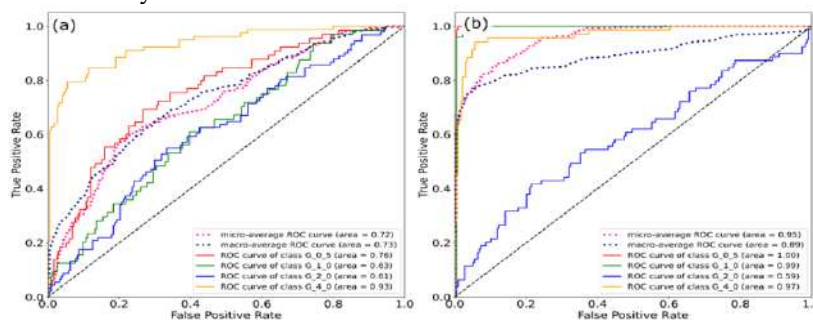 (a)
1.0
0.8
0.6
0.4
0.2
0.0
True Positive Rate
0.0 0.2 0.4 0.6 0.8 1.0
False Positive Rate
micro-average ROC curve (area = 0.72)
macro-average ROC curve (area = 0.73)
ROC curve of class G_0_5 (area = 0.76)
ROC curve of class G_1_0 (area = 0.63)
ROC curve of class G_2_0 (area = 0.61)
ROC curve of class G_4_0 (area = 0.93)
(b)
1.0
0.8
0.6
0.4
0.2
0.0
True Positive Rate
0.0 0.2 0.4 0.6 0.8 1.
False Positive Rate
micro-average ROC curve (area = 0.95)
macro-average ROC curve (area = 0.89)
ROC curve of class G_0_5 (area = 1.00)
ROC curve of class G_1_0 (area = 0.99)
ROC curve of class G_2_0 (area = 0.59)
ROC curve of class G_4_0 (area = 0.97)